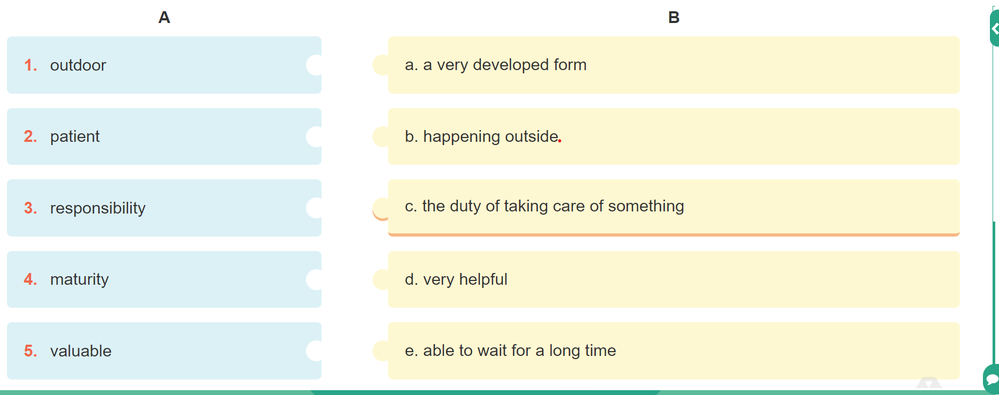 A
B
1. outdoor
a. a very developed form
2. patient
b. happening outside.
3. responsibility
c. the duty of taking care of something
4. maturity
d. very helpful
5. valuable
e. able to wait for a long time